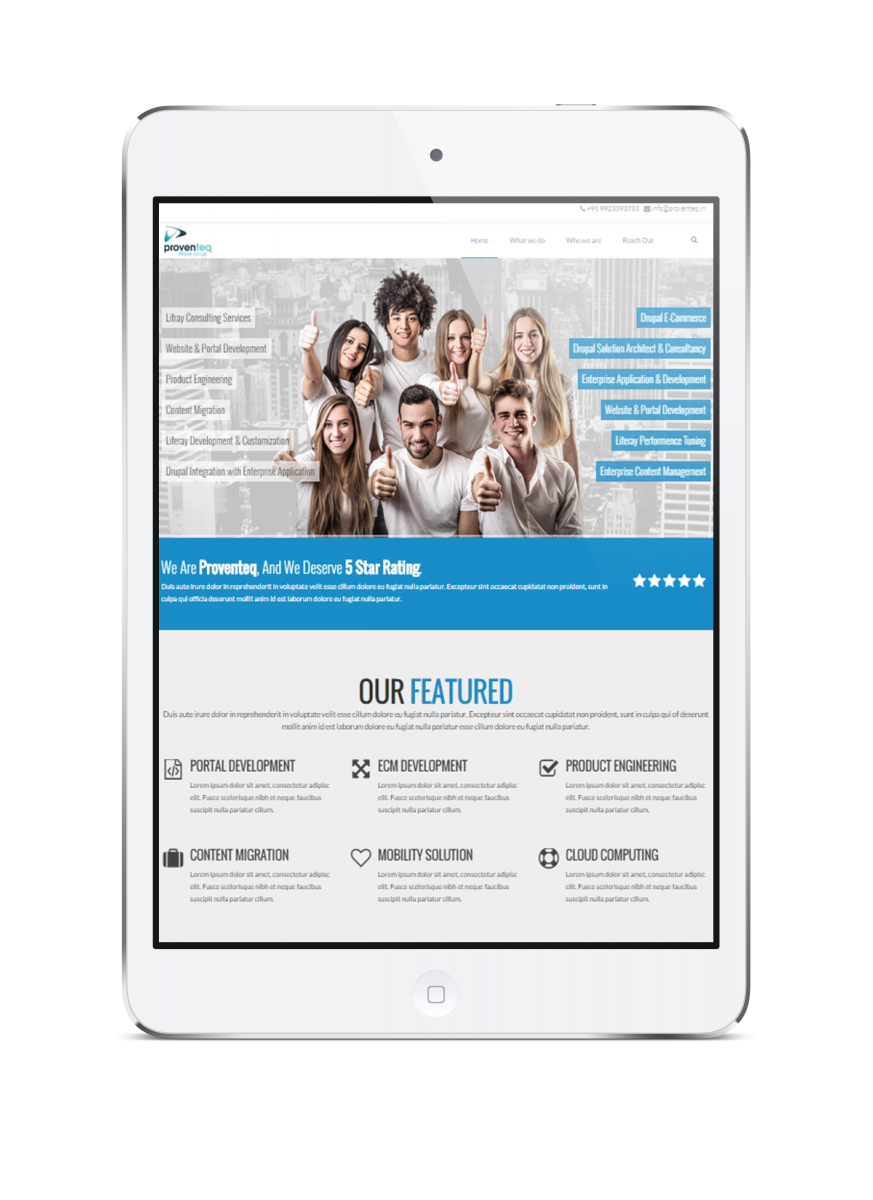 +91 9923393733 info@proventeq.in
proventeq
Move on up
Home What we do Who we are Reach Out
Lifray Consulting Services
Website & Portal Development
Product Engineering
Content Migration
Liferay Development & Customization
Drupal Integration with Enterprise Application
Drupal E-Commerce
Drupal Solution Architect & Consultancy
Enterprise Application & Development
Website & Portal Development
Liferay Performence Tuning
Enterprise Content Management
We Are Proventeq, And We Deserve 5 Star Rating.
Duis aute irure dolor in reprehenderit in voluptate velit esse cillum dolore eu fugiat nulla pariatur. Excepteur sint occaecat cupidatat non proident, sunt in
culpa qui officia deserunt mollit anim id est laborum dolore eu fugiat nulla pariatur.
OUR FEATURED
Duis aute irure dolor in reprehenderit in voluptate velit esse cillum dolore eu fugiat nulla pariatur. Excepteur sint occaecat cupidatat non proident, sunt in culpa qui of deserunt
mollit anim id est laborum dolore eu fugiat nulla pariatur esse cillum dolore eu fugiat nulla pariatur.
PORTAL DEVELOPMENT
Lorem ipsum dolor sit amet, consectetur adipisc
elit. Fusce scelerisque nibh et neque faucibus
suscipit nulla pariatur cillum.
ECM DEVELOPMENT
Lorem ipsum dolor sit amet, consectetur adipisc
elit. Fusce scelerisque nibh et neque faucibus
suscipit nulla pariatur cillum.
PRODUCT ENGINEERING
Lorem ipsum dolor sit amet, consectetur adipisc
elit. Fusce scelerisque nibh et neque faucibus
suscipit nulla pariatur cillum.
CONTENT MIGRATION
Lorem ipsum dolor sit amet, consectetur adipisc
elit. Fusce scelerisque nibh et neque faucibus
suscipit nulla pariatur cillum.
MOBILITY SOLUTION
Lorem ipsum dolor sit amet, consectetur adipisc
elit. Fusce scelerisque nibh et neque faucibus
suscipit nulla pariatur cillum.
CLOUD COMPUTING
Lorem ipsum dolor sit amet, consectetur adipisc
elit. Fusce scelerisque nibh et neque faucibus
suscipit nulla pariatur cillum.